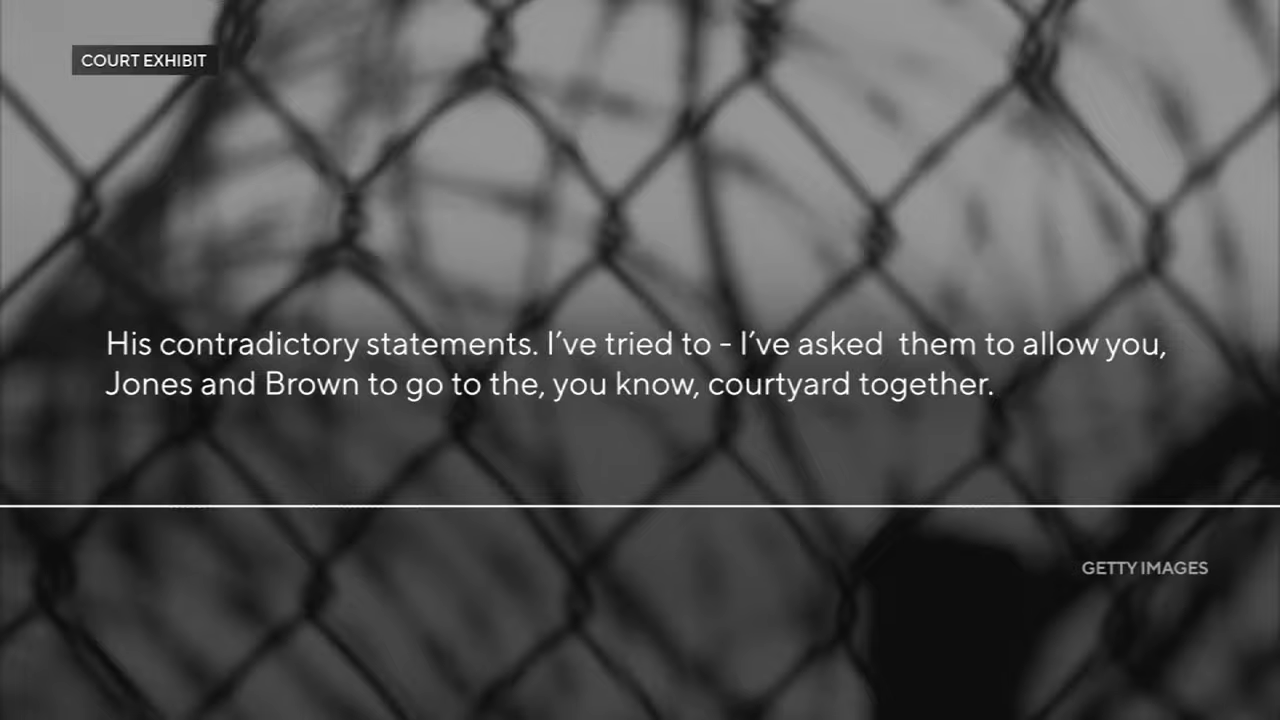 COURT EXHIBIT
His contradictory statements. I’ve tried to - I’ve asked  them to allow you,
Jones and Brown to go to the, you know, courtyard together.
GETTY IMAGES